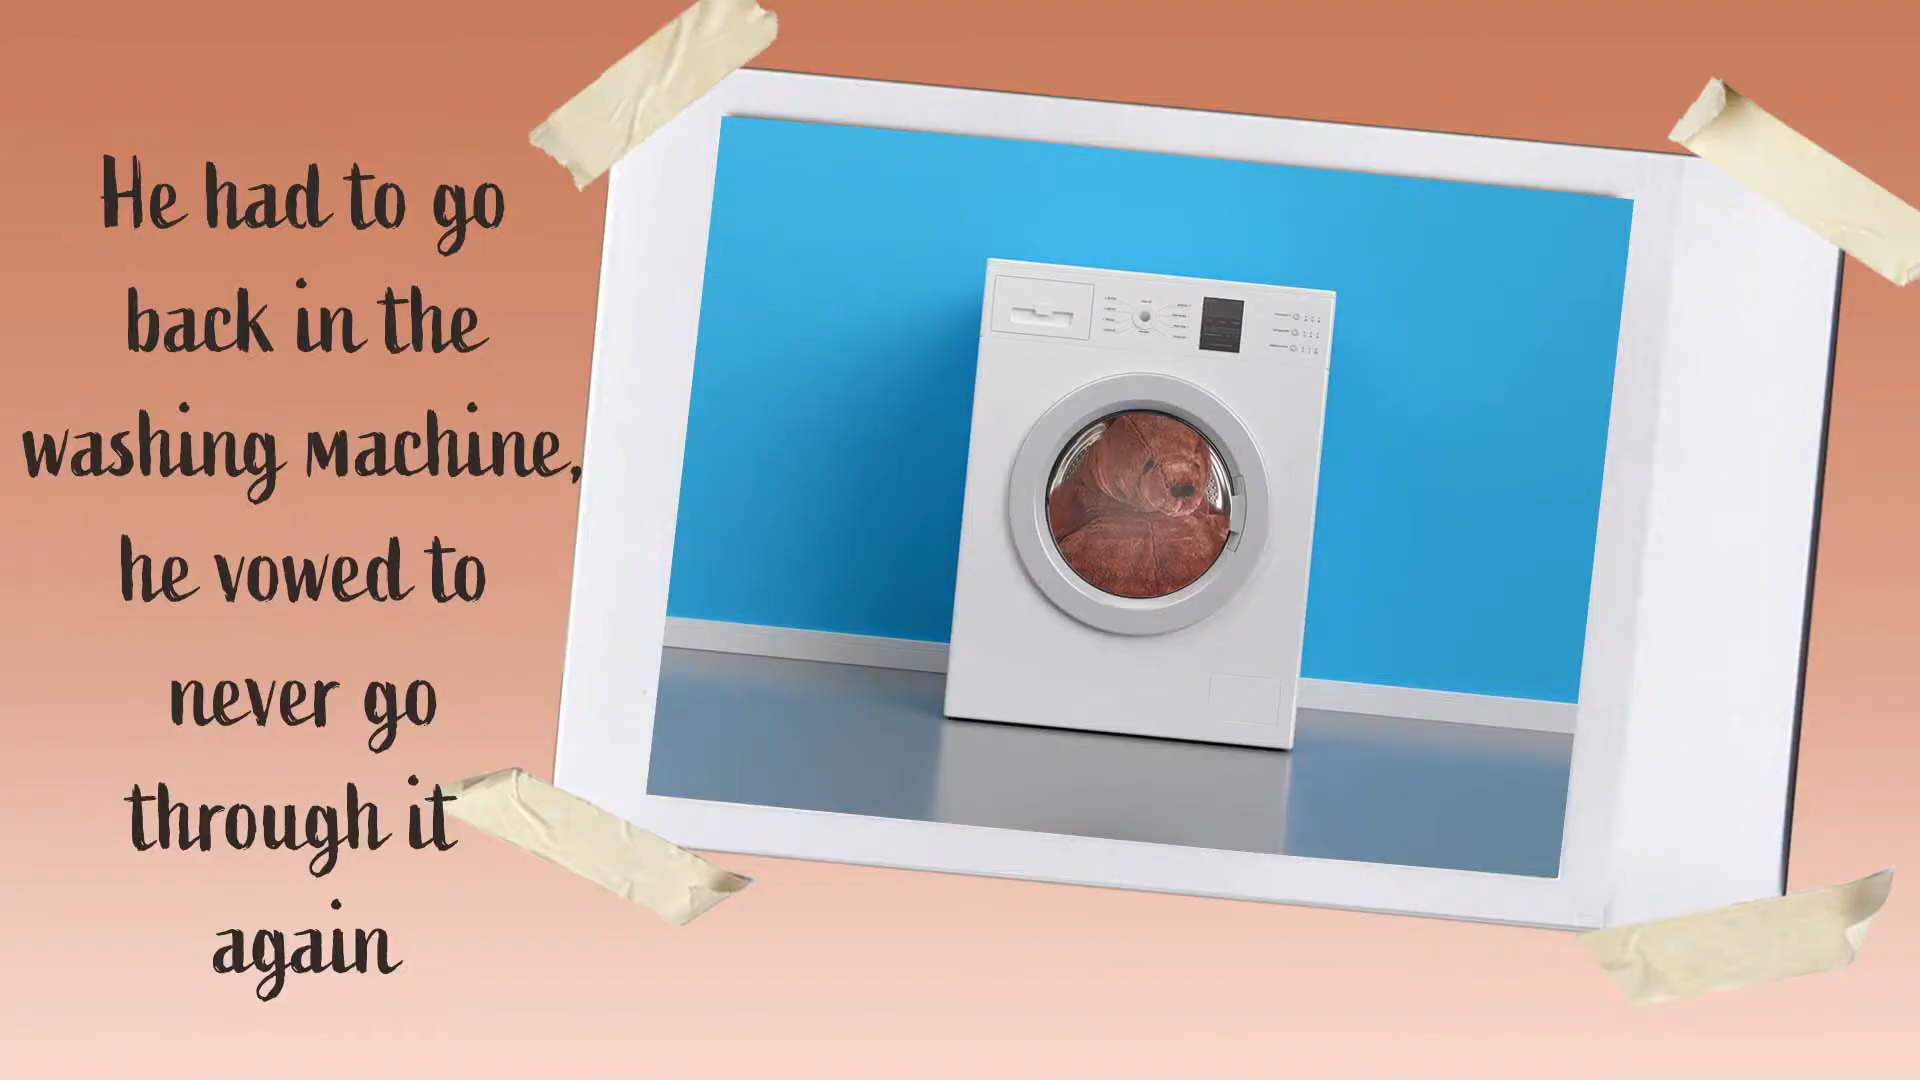 He had to go
back in the
washing machine,
he vowed to
never go
through it
again